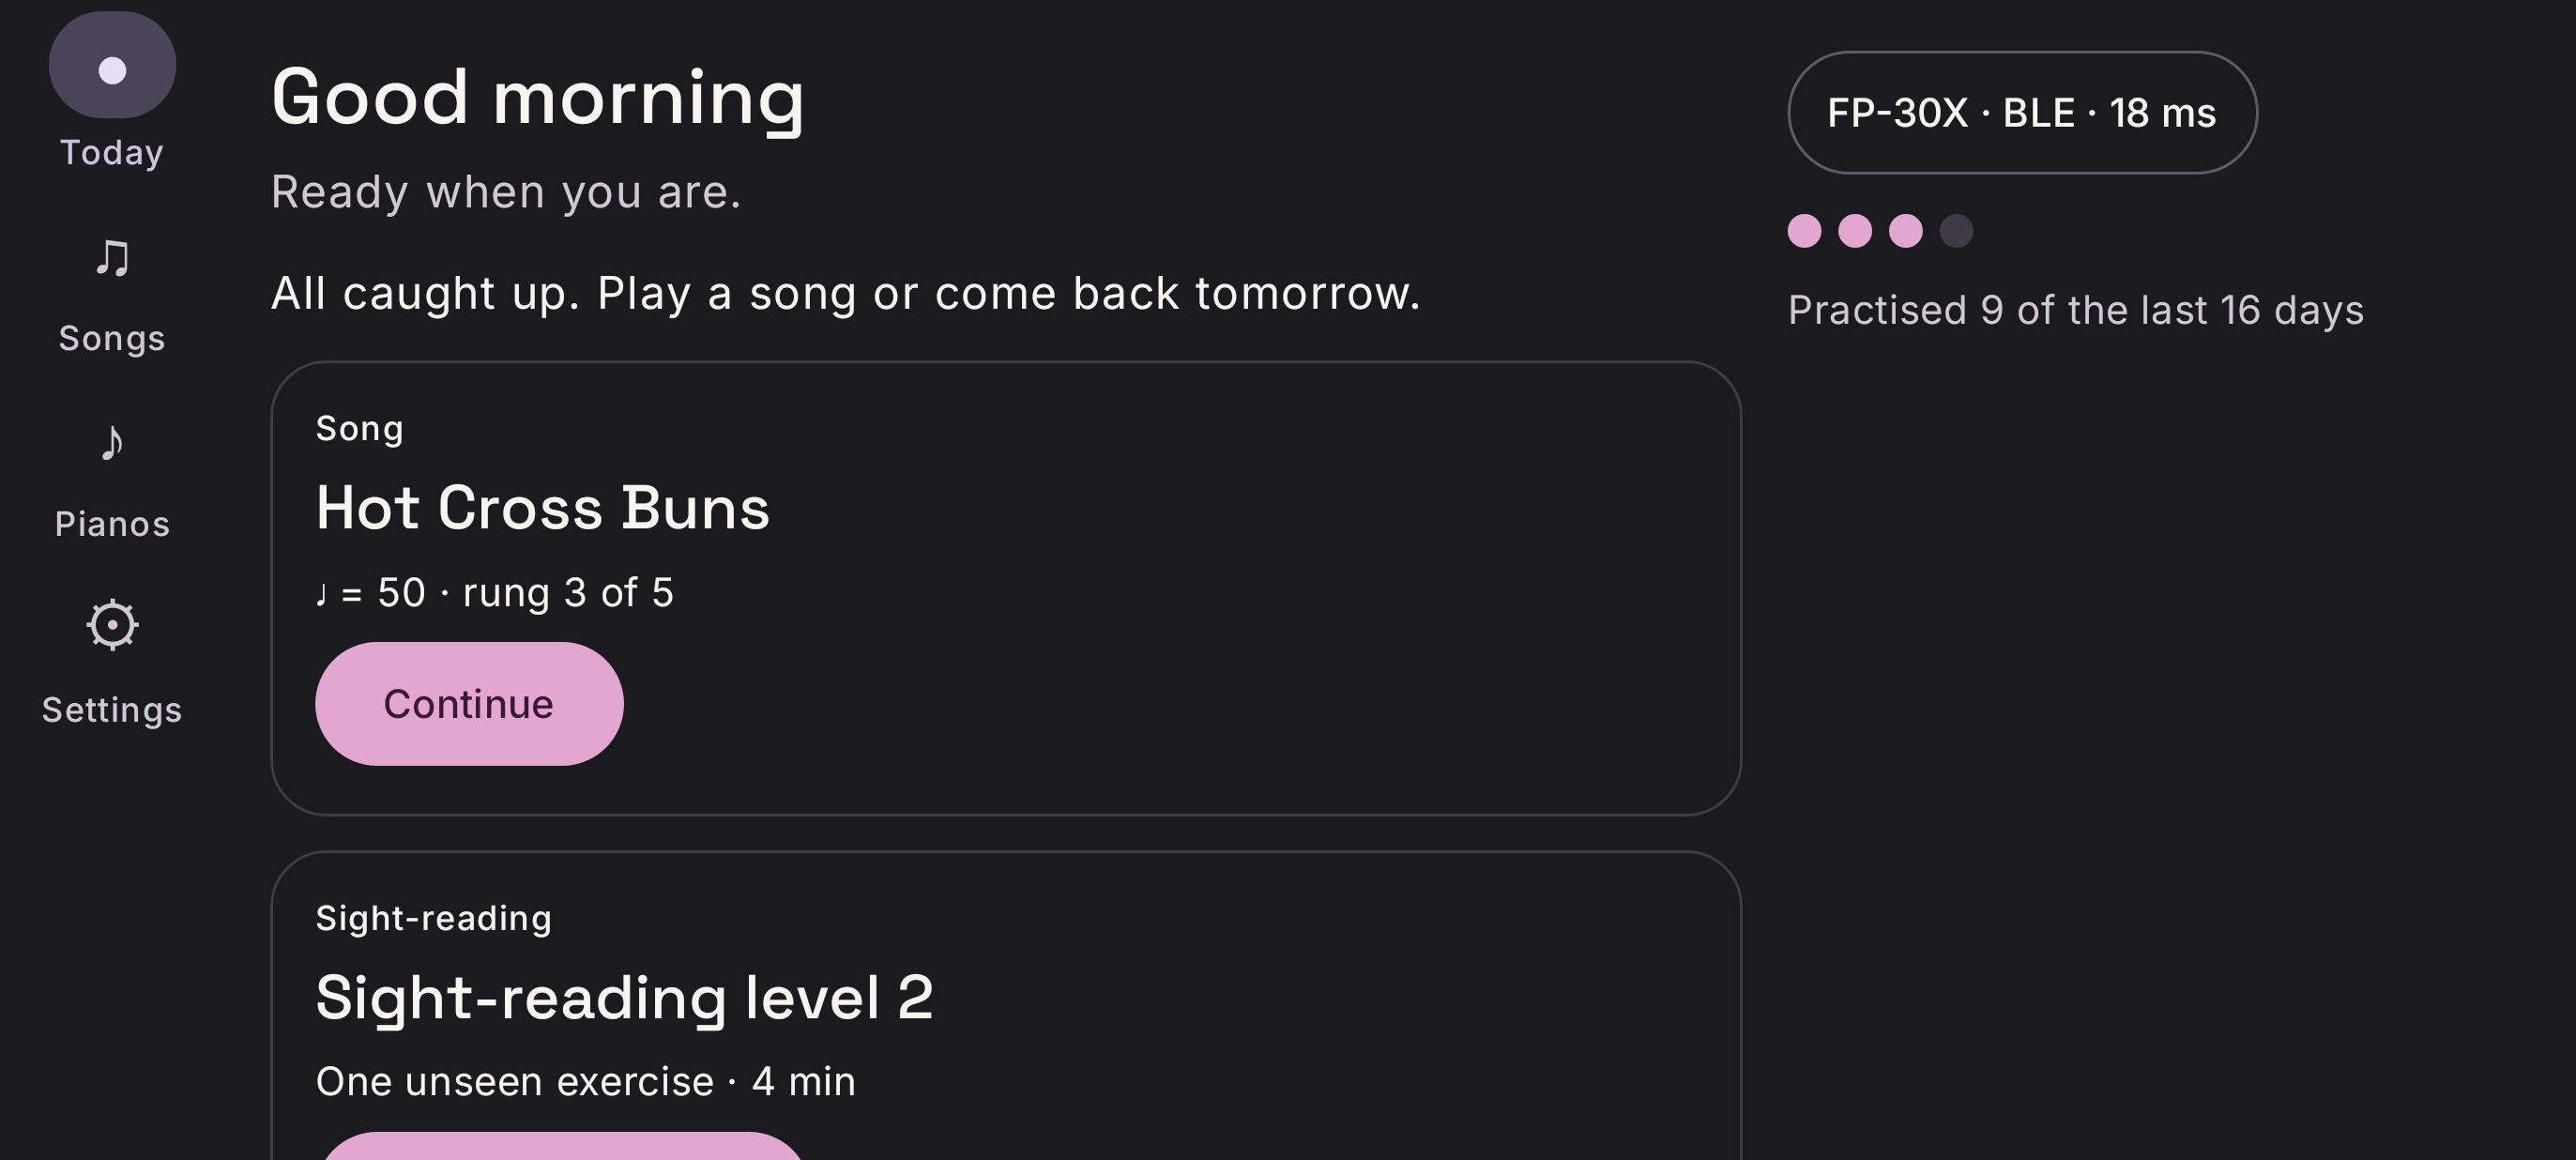 Today
Songs
Pianos
Settings
Good morning
Ready when you are.
All caught up. Play a song or come back tomorrow.
Song
Hot Cross Buns
♩ = 50 · rung 3 of 5
Continue
Sight-reading
Sight-reading level 2
One unseen exercise · 4 min
FP-30X · BLE · 18 ms
Practised 9 of the last 16 days